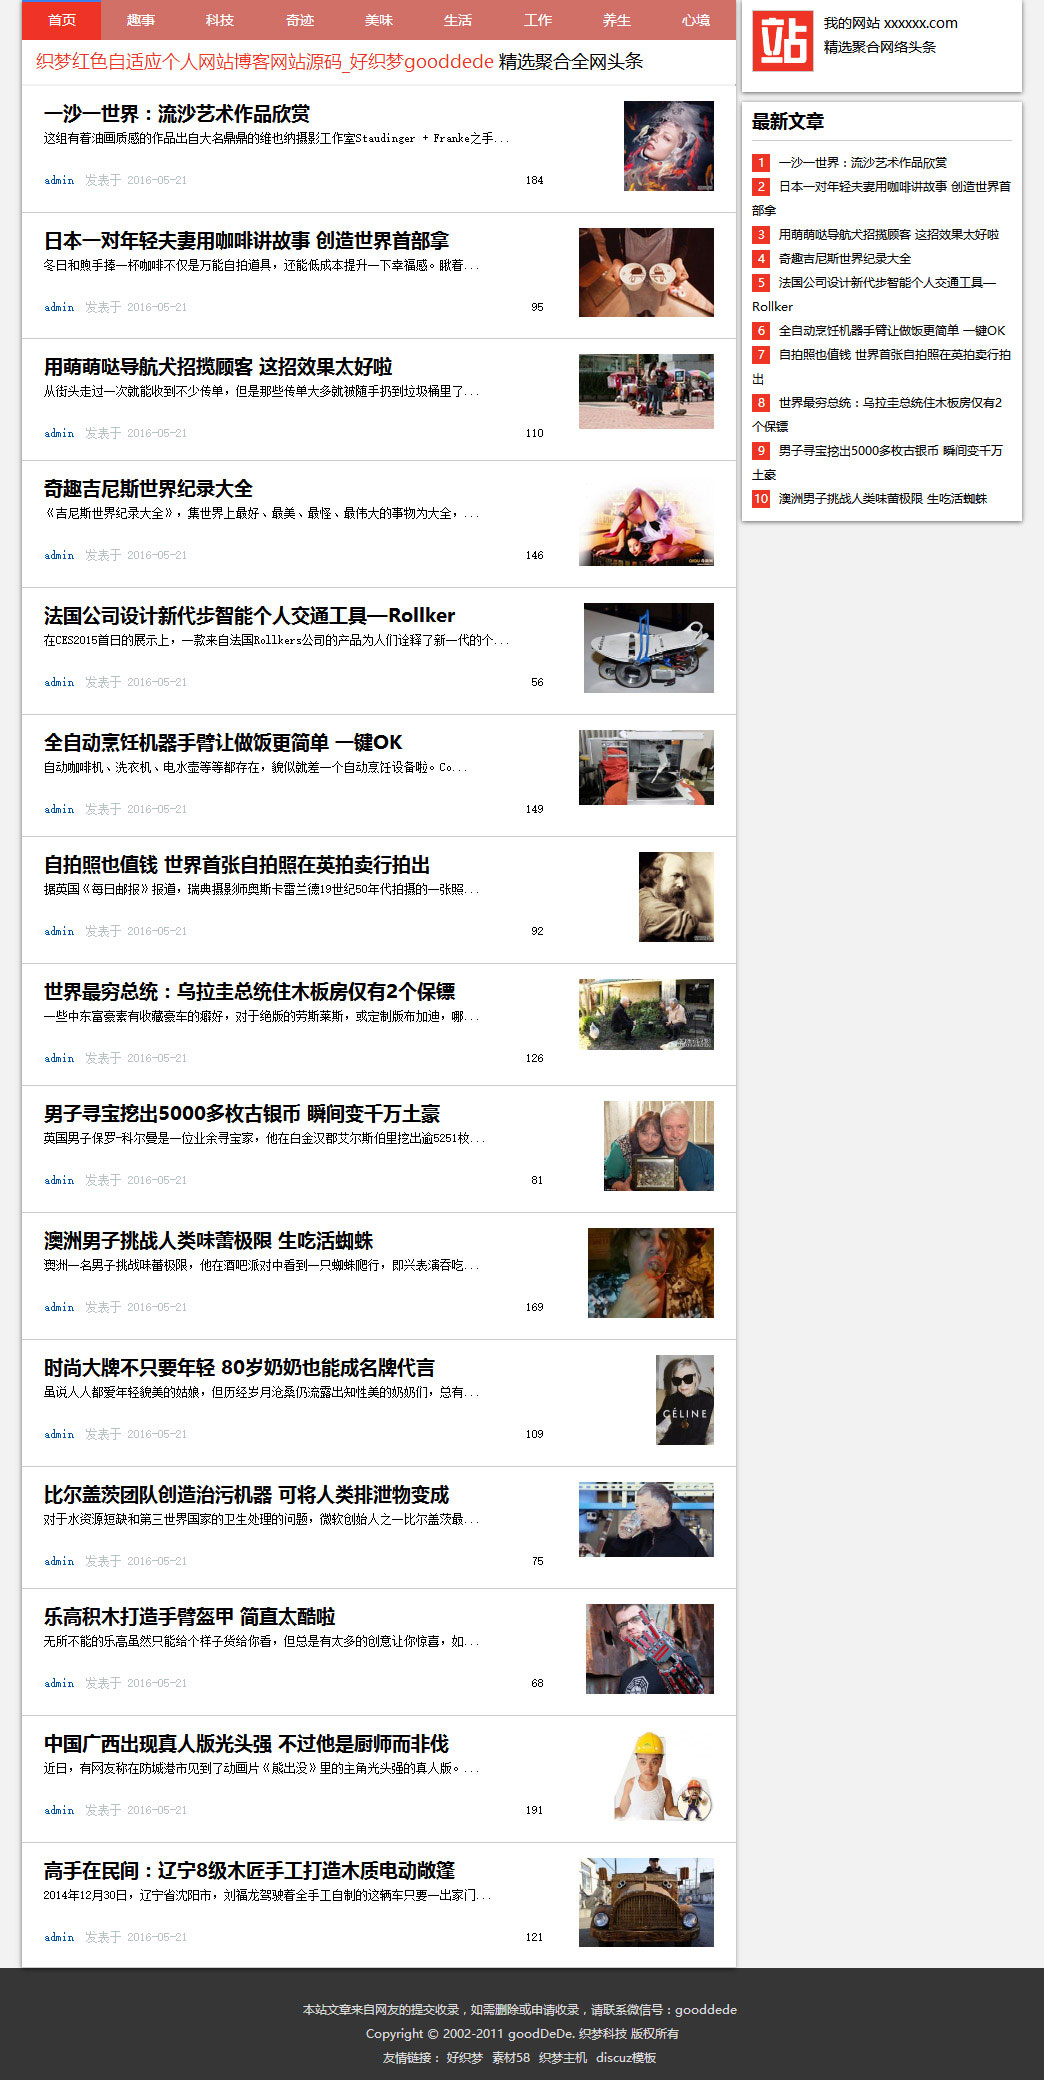 首页 趣事 科技 奇迹 美味 生活 工作 养生 心境
织梦红色自适应个人网站博客网站源码_好织梦gooddede 精选聚合全网头条
一沙一世界：流沙艺术作品欣赏
这组有着油画质感的作品出自大名鼎鼎的维也纳摄影工作室Staudinger + Franke之手...
admin 发表于 2016-05-21 184
日本一对年轻夫妻用咖啡讲故事 创造世界首部拿
冬日和煦手捧一杯咖啡不仅是万能自拍道具，还能低成本提升一下幸福感。瞅着...
admin 发表于 2016-05-21 95
用萌萌哒导航犬招揽顾客 这招效果太好啦
从街头走过一次就能收到不少传单，但是那些传单大多就被随手扔到垃圾桶里了...
admin 发表于 2016-05-21 110
奇趣吉尼斯世界纪录大全
《吉尼斯世界纪录大全》，集世界上最好、最美、最怪、最伟大的事物为大全，...
admin 发表于 2016-05-21 146
法国公司设计新代步智能个人交通工具—Rollker
在CES2015首日的展示上，一款来自法国Rollkers公司的产品为人们诠释了新一代的个...
admin 发表于 2016-05-21 56
全自动烹饪机器手臂让做饭更简单 一键OK
自动咖啡机、洗衣机、电水壶等等都存在，貌似就差一个自动烹饪设备啦。Co...
admin 发表于 2016-05-21 149
自拍照也值钱 世界首张自拍照在英拍卖行拍出
据英国《每日邮报》报道，瑞典摄影师奥斯卡雷兰德19世纪50年代拍摄的一张照...
admin 发表于 2016-05-21 92
世界最穷总统：乌拉圭总统住木板房仅有2个保镖
一些中东富豪素有收藏豪车的癖好，对于绝版的劳斯莱斯，或定制版布加迪，哪...
admin 发表于 2016-05-21 126
男子寻宝挖出5000多枚古银币 瞬间变千万土豪
英国男子保罗-科尔曼是一位业余寻宝家，他在白金汉郡艾尔斯伯里挖出逾5251枚...
admin 发表于 2016-05-21 81
澳洲男子挑战人类味蕾极限 生吃活蜘蛛
澳洲一名男子挑战味蕾极限，他在酒吧派对中看到一只蜘蛛爬行，即兴表演吞吃...
admin 发表于 2016-05-21 169
时尚大牌不只要年轻 80岁奶奶也能成名牌代言
虽说人人都爱年轻貌美的姑娘，但历经岁月沧桑仍流露出知性美的奶奶们，总有...
admin 发表于 2016-05-21 109
CÉLINE
比尔盖茨团队创造治污机器 可将人类排泄物变成
对于水资源短缺和第三世界国家的卫生处理的问题，微软创始人之一比尔盖茨最...
admin 发表于 2016-05-21 75
乐高积木打造手臂盔甲 简直太酷啦
无所不能的乐高虽然只能给个样子货给你看，但总是有太多的创意让你惊喜，如...
admin 发表于 2016-05-21 68
中国广西出现真人版光头强 不过他是厨师而非伐
近日，有网友称在防城港市见到了动画片《熊出没》里的主角光头强的真人版。...
admin 发表于 2016-05-21 191
高手在民间：辽宁8级木匠手工打造木质电动敞篷
2014年12月30日，辽宁省沈阳市，刘福龙驾驶着全手工自制的这辆车只要一出家门...
admin 发表于 2016-05-21 121
站
我的网站 xxxxxx.com
精选聚合网络头条
最新文章
1 一沙一世界：流沙艺术作品欣赏
2 日本一对年轻夫妻用咖啡讲故事 创造世界首
部拿
3 用萌萌哒导航犬招揽顾客 这招效果太好啦
4 奇趣吉尼斯世界纪录大全
5 法国公司设计新代步智能个人交通工具—
Rollker
6 全自动烹饪机器手臂让做饭更简单 一键OK
7 自拍照也值钱 世界首张自拍照在英拍卖行拍
出
8 世界最穷总统：乌拉圭总统住木板房仅有2
个保镖
9 男子寻宝挖出5000多枚古银币 瞬间变千万
土豪
10 澳洲男子挑战人类味蕾极限 生吃活蜘蛛
本站文章来自网友的提交收录，如需删除或申请收录，请联系微信号：gooddede
Copyright © 2002-2011 goodDeDe. 织梦科技 版权所有
友情链接： 好织梦 素材58 织梦主机 discuz模板